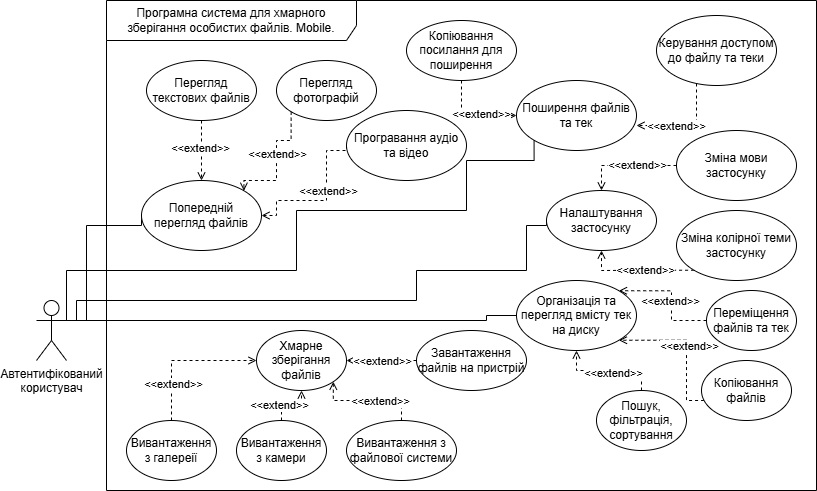 Програмна система для хмарного
зберігання особистих файлів. Mobile.
Копіювання
посилання для
поширення
Керування доступом
до файлу та теки
Перегляд
текстових файлів
Перегляд
фотографій
<<extend>>
Поширення файлів
та тек
<<extend>>
Програвання аудіо
та відео
<<extend>>
<<extend>>
Зміна мови
застосунку
<<extend>>
<<extend>>
Попередній
перегляд файлів
Налаштування
застосунку
Зміна колірної теми
застосунку
<<extend>>
Організація та
перегляд вмісту тек
на диску
<<extend>>
Переміщення
файлів та тек
Автентифікований
користувач
Хмарне
зберігання
файлів
<<extend>>
Завантаження
файлів на пристрій
<<extend>>
<<extend>>
<<extend>>
Копіювання
файлів
<<extend>>
<<extend>>
Пошук,
фільтрація,
сортування
Вивантаження
з галереії
Вивантаження
з камери
Вивантаження з
файлової системи